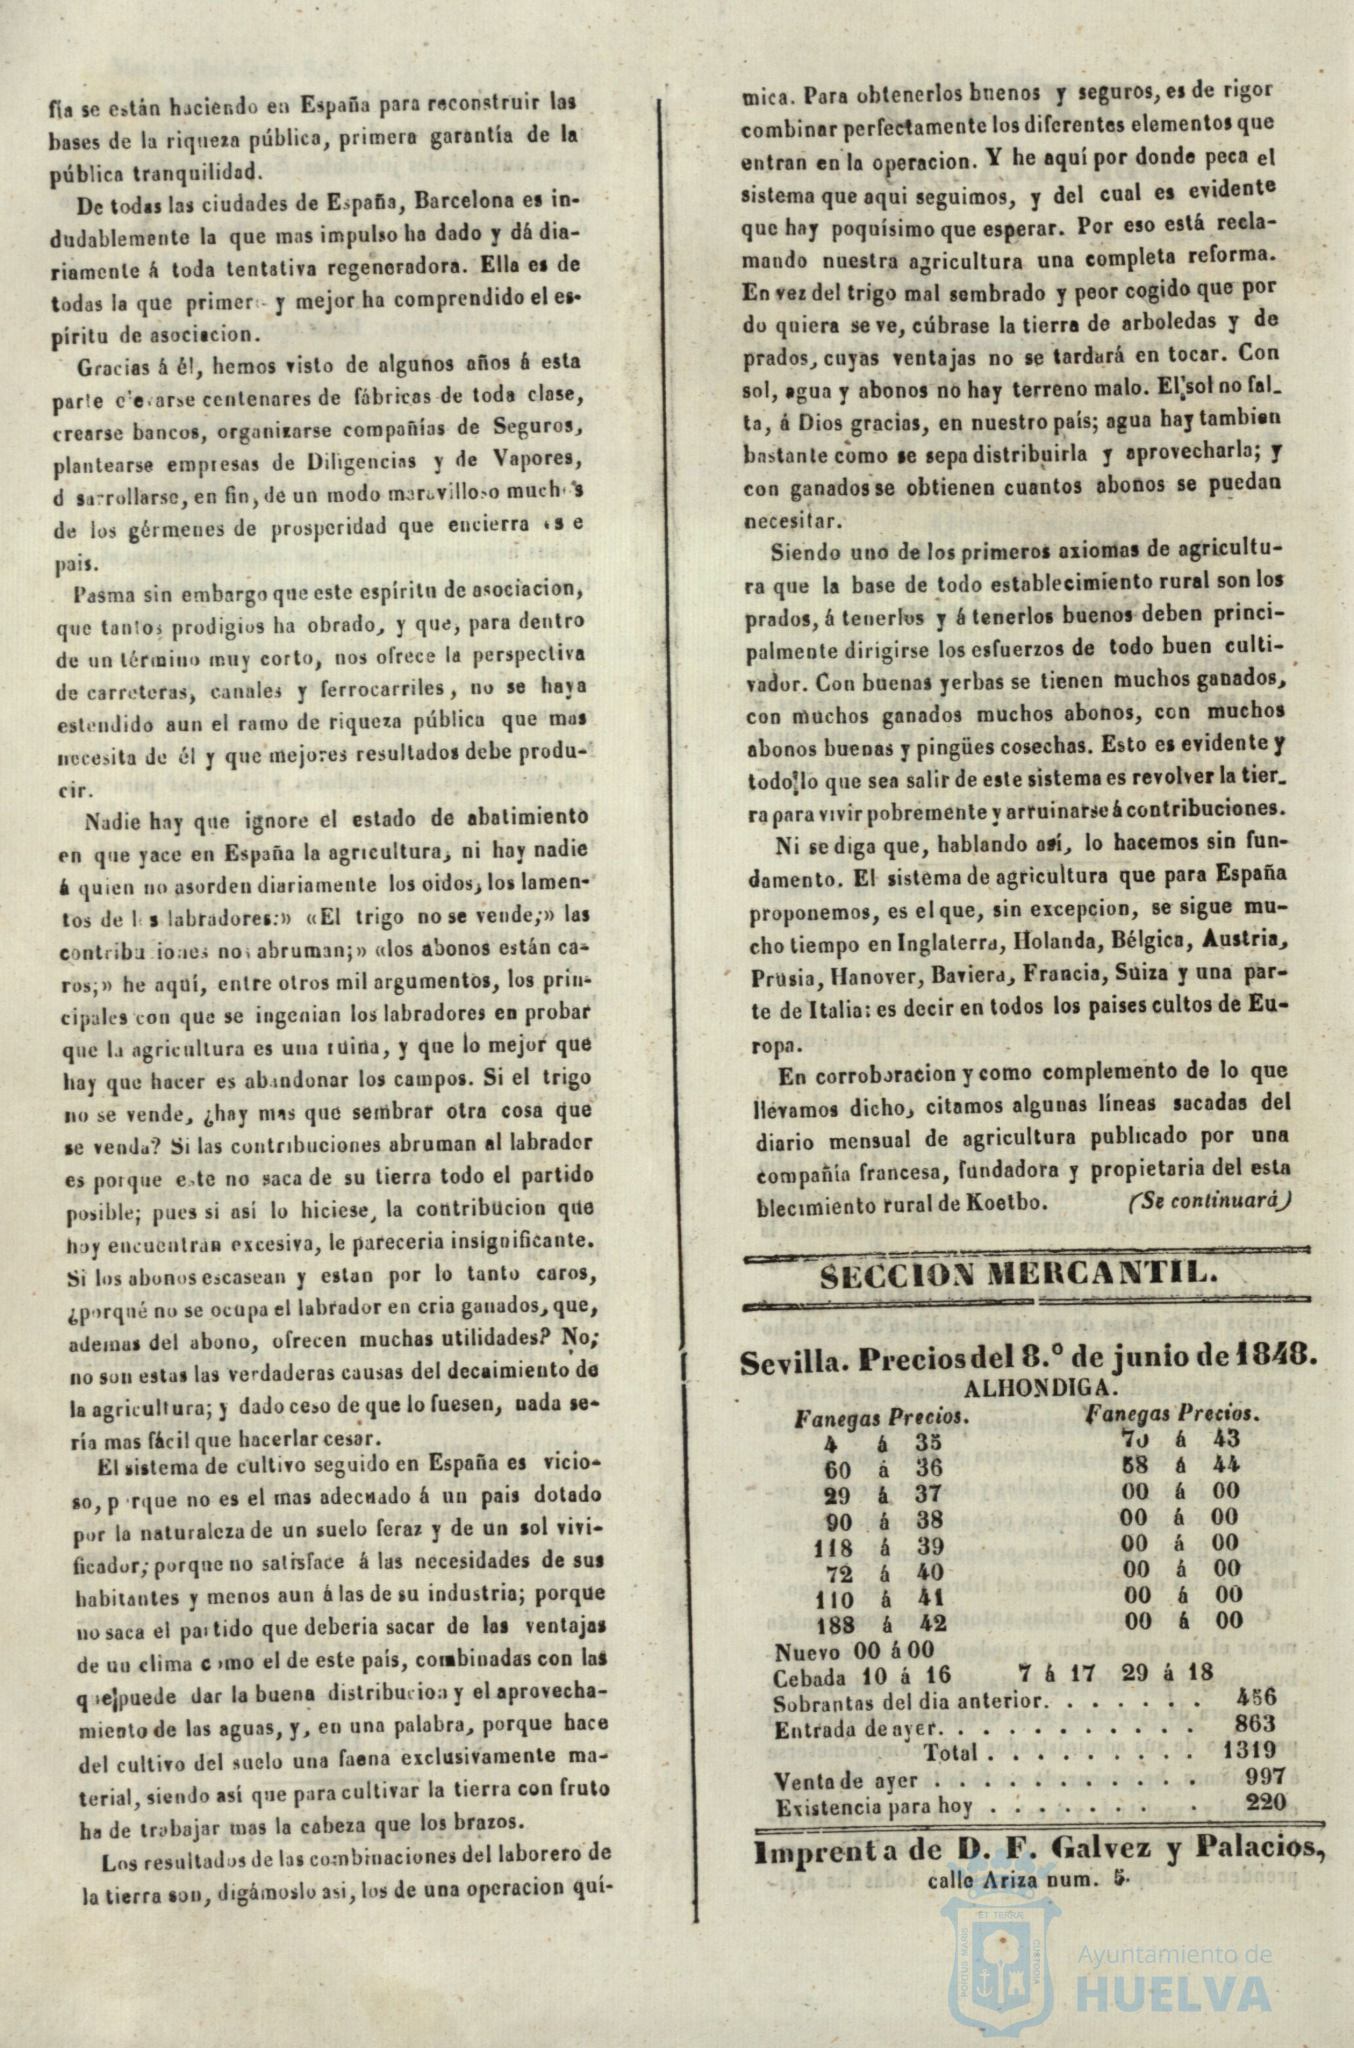 fía se están haciendo en España para reconstruir las
bases de la riqueza pública, primera garantía de la
pública tranquilidad.
De todas las ciudades de España, Barcelona es in-
dudablemente la que mas impulso ha dado y dá dia-
riamente á toda tentativa regeneradora. Ella es de
todas la que primer y mejor ha comprendido el es-
píritu de asociacion.
Gracias á él, hemos visto de algunos años á esta
parte centenares de fábricas de toda clase,
crearse bancos, organizarse compañías de Seguros,
plantearse empresas de Diligencias y de Vapores,
d sarrollarse, en fin, de un modo maravilloso much s
de los gérmenes de prosperidad que encierra es e
pais.
Pasma sin embargo que este espíritu de asociacion,
que tantos prodigios ha obrado, y que, para dentro
de un término muy corto, nos ofrece la perspectiva
de carreteras, canales y ferrocarriles, no se haya
estendido aun el ramo de riqueza pública que mas
necesita de él y que mejores resultados debe produ-
cir.
Nadie hay que ignore el estado de abatimiento
en que yace en España la agricultura, ni hay nadie
á quien no asorden diariamente los oidos, los lamen-
tos de l s labradores:» «El trigo no se vende;» las
contribu iones nos abruman;» «los abonos están ca-
ros;» he aquí, entre otros mil argumentos, los prin-
cipales con que se ingenian los labradores en probar
que la agricultura es una ruina, y que lo mejor que
hay que hacer es abandonar los campos. Si el trigo
no se vende, ¿hay mas que sembrar otra cosa que
se venda? Si las contribuciones abruman al labrador
es porque este no saca de su tierra todo el partido
posible; pues si así lo hiciese, la contribucion que
hoy encuentran excesiva, le pareceria insignificante.
Si los abonos escasean y estan por lo tanto caros,
¿porqué no se ocupa el labrador en cria ganados, que,
ademas del abono, ofrecen muchas utilidades? No;
no son estas las verdaderas causas del decaimiento de
la agricultura; y dado ceso de que lo fuesen, nada se-
ría mas fácil que hacerlar cesar.
El sistema de cultivo seguido en España es vicio-
so, p rque no es el mas adecuado á un pais dotado
por la naturaleza de un suelo feraz y de un sol vivi-
ficador; porque no satisface á las necesidades de sus
habitantes y menos aun á las de su industria; porque
no saca el partido que deberia sacar de las ventajas
de un clima como el de este país, combinadas con las
que puede dar la buena distribucion y el aprovecha-
miento de las aguas, y, en una palabra, porque hace
del cultivo del suelo una faena exclusivamente ma-
terial, siendo así que para cultivar la tierra con fruto
ha de trabajar mas la cabeza que los brazos.
Los resultados de las combinaciones del laborero de
la tierra son, digámoslo asi, los de una operacion quí-
mica. Para obtenerlos buenos y seguros, es de rigor
combinar perfectamente los diferentes elementos que
entran en la operacion. Y he aquí por donde peca el
sistema que aqui seguimos, y del cual es evidente
que hay poquísimo que esperar. Por eso está recla-
mando nuestra agricultura una completa reforma.
En vez del trigo mal sembrado y peor cogido que por
do quiera se ve, cúbrase la tierra de arboledas y de
prados, cuyas ventajas no se tardará en tocar. Con
sol, agua y abonos no hay terreno malo. El sol no fal_
ta, á Dios gracias, en nuestro país; agua hay tambien
bastante como se sepa distribuirla y aprovecharla; y
con ganados se obtienen cuantos abonos se puedan
necesitar.
Siendo uno de los primeros axiomas de agricultu-
ra que la base de todo establecimiento rural son los
prados, á tenerlos y á tenerlos buenos deben princi-
palmente dirigirse los esfuerzos de todo buen culti-
vador. Con buenas yerbas se tienen muchos ganados,
con muchos ganados muchos abonos, con muchos
abonos buenas y pingües cosechas. Esto es evidente y
todo lo que sea salir de este sistema es revolver la tier_
ra para vivir pobremente y arruinarse á contribuciones.
Ni se diga que, hablando así, lo hacemos sin fun-
damento. El sistema de agricultura que para España
proponemos, es el que, sin excepcion, se sigue mu-
cho tiempo en Inglaterra, Holanda, Bélgica, Austria,
Prusia, Hanover, Baviera, Francia, Suiza y una par-
te de Italia: es decir en todos los paises cultos de Eu-
ropa.
En corroboracion y como complemento de lo que
llevamos dicho, citamos algunas líneas sacadas del
diario mensual de agricultura publicado por una
compañía francesa, fundadora y propietaria del esta
blecimiento rural de Koetbo. (Se continuará)
SECCION MERCANTIL.
Sevilla. Precios del 8.º de junio de 1848.
ALHONDIGA.
Fanegas Precios. Fanegas Precios.
4 á 35 70 á 43
60 á 36 58 á 44
29 á 37 00 á 00
90 á 38 00 á 00
118 á 39 00 á 00
72 á 40 00 á 00
110 á 41 00 á 00
188 á 42 00 á 00
Nuevo 00 á 00
Cebada 10 á 16 7 á 17 29 á 18
Sobrantas del dia anterior. . . . . . . 456
Entrada de ayer. . . . . . . . . . . 863
Total . . . . . . . . . 1319
Venta de ayer . . . . . . . . . . . 997
Existencia para hoy . . . . . . . . 220
Imprenta de D. F. Galvez y Palacios,
calle Ariza num. 5.
PORTUS MARIS ET TERRÆ CUSTODIA
Ayuntamiento de
HUELVA